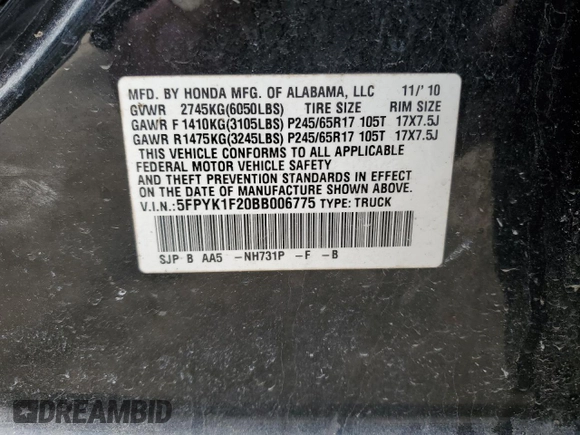 MFD. BY HONDA MFG. OF ALABAMA, LLC 11/'10
GVWR 2745KG(6050LBS) TIRE SIZE RIM SIZE
GAWR F 1410KG(3105LBS) P245/65R17 105T 17X7.5J
GAWR R1475KG(3245LBS) P245/65R17 105T 17X7.5J
THIS VEHICLE CONFORMS TO ALL APPLICABLE
FEDERAL MOTOR VEHICLE SAFETY
AND THEFT PREVENTION STANDARDS IN EFFECT
ON THE DATE OF MANUFACTURE SHOWN ABOVE.
V.I.N.:5FPYK1F20BB006775 TYPE: TRUCK
SJP B AA5 -NH731P -F -B
DREAMBID